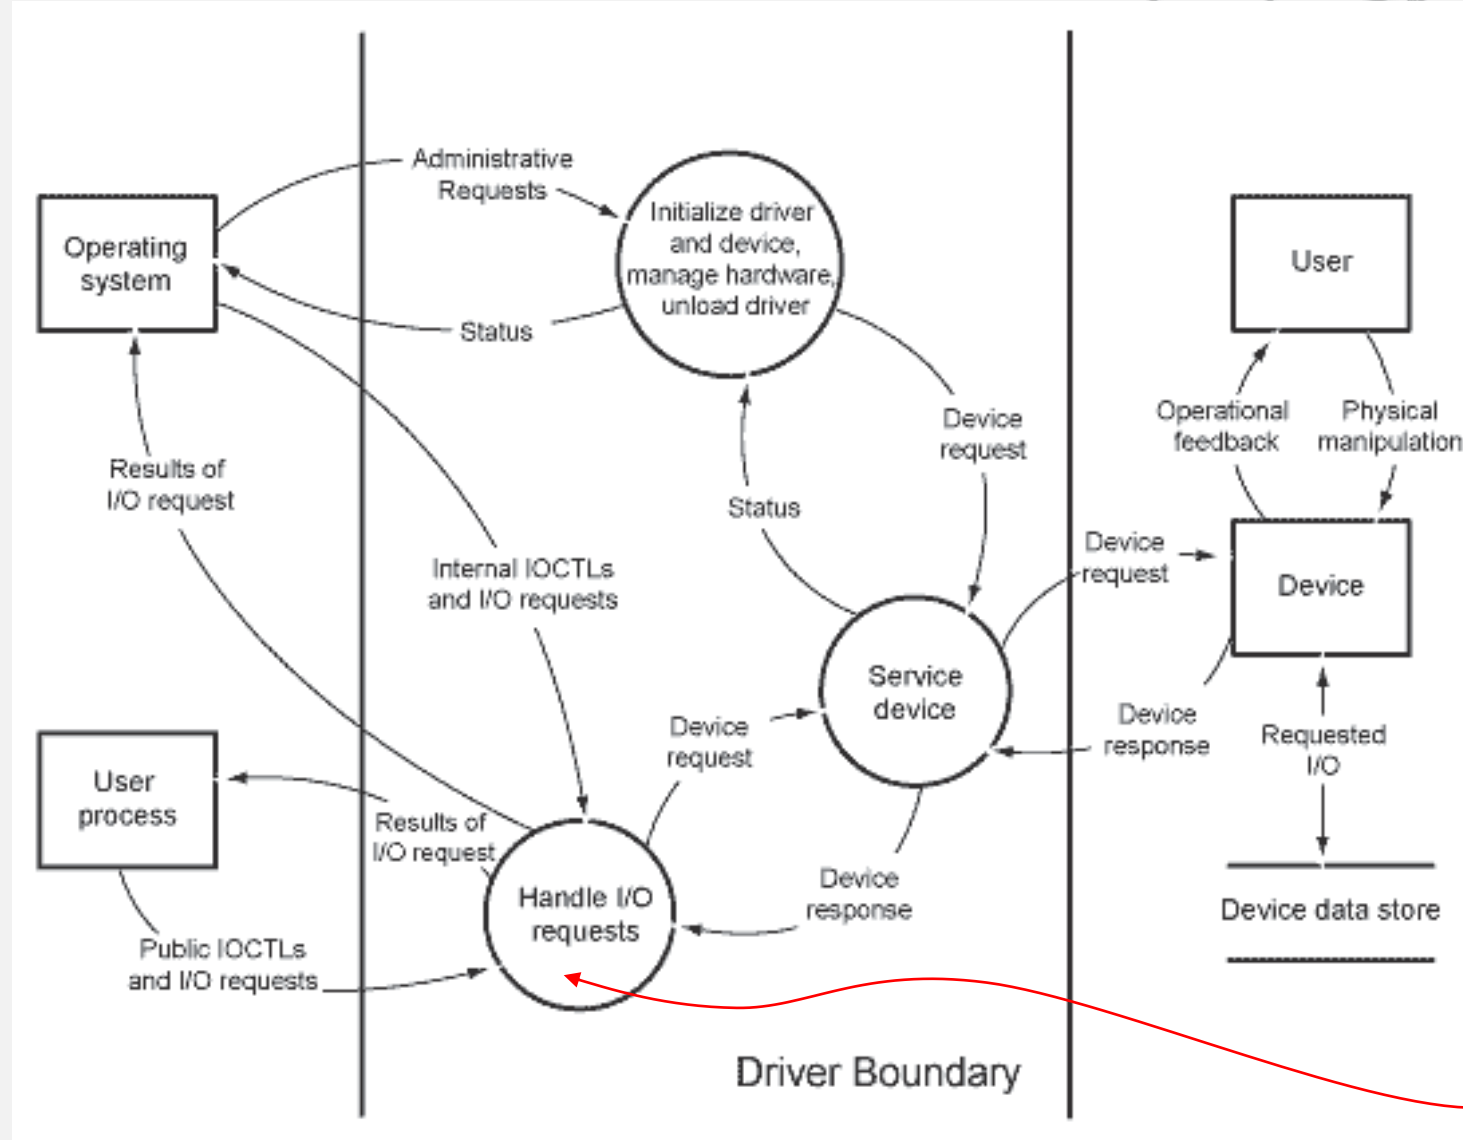 Administrative
Requests
Operating
system
Initialize driver
and device,
manage hardware,
unload driver
User
Status
Operational
feedback
Physical
manipulation
Device
request
Results of
I/O request
Status
Internal IOCTLs
and I/O requests
Device
request
Device
Service
device
Device
request
Device
response
Requested
I/O
User
process
Results of
I/O request
Handle I/O
requests
Device
response
Device data store
Public IOCTLs
and I/O requests
Driver Boundary